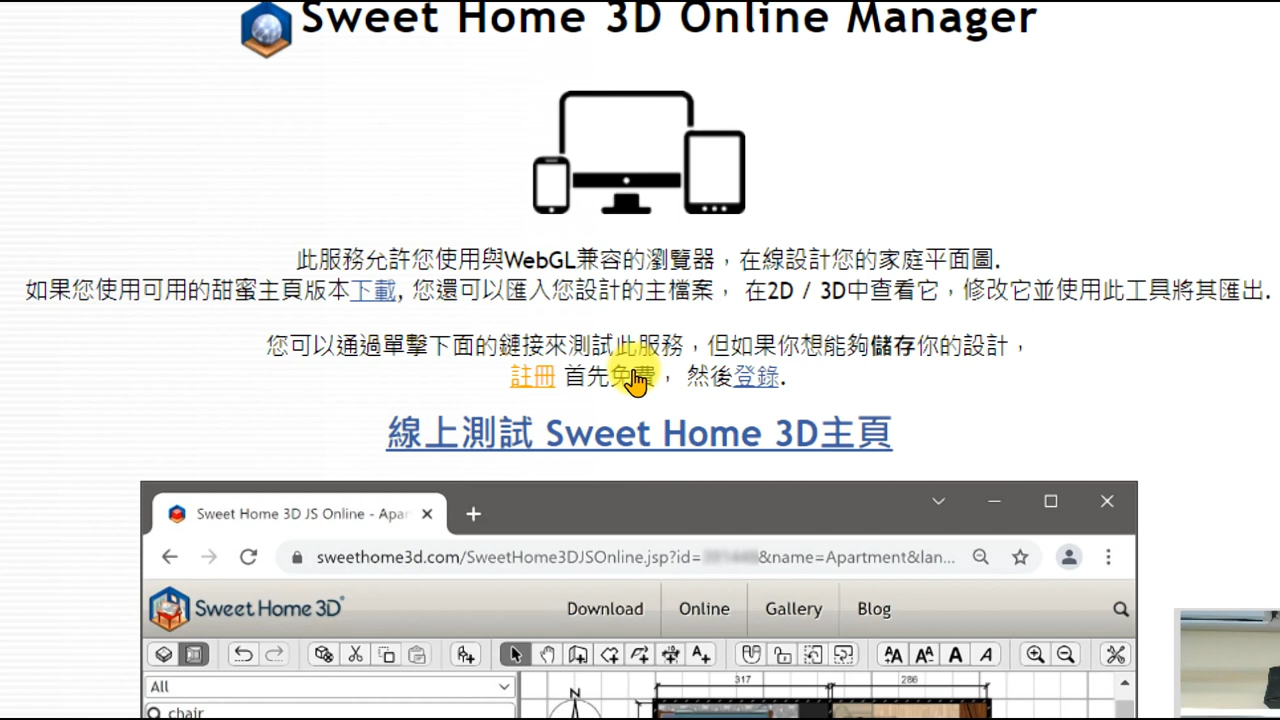 Sweet Home 3D Online Manager
此服務允許您使用與WebGL兼容的瀏覽器，在線設計您的家庭平面圖.
如果您使用可用的甜蜜主頁版本下載, 您還可以匯入您設計的主檔案， 在2D / 3D中查看它，修改它並使用此工具將其匯出.
您可以通過單擊下面的鏈接來測試此服務，但如果你想能夠儲存你的設計，
註冊 首先免費， 然後登錄.
線上測試 Sweet Home 3D主頁
Sweet Home 3D JS Online - Apar
sweethome3d.com/SweetHome3DJSOnline.jsp?id= &name=Apartment&lan...
Sweet Home 3D®
Download Online Gallery Blog
All
317 286
N
chair